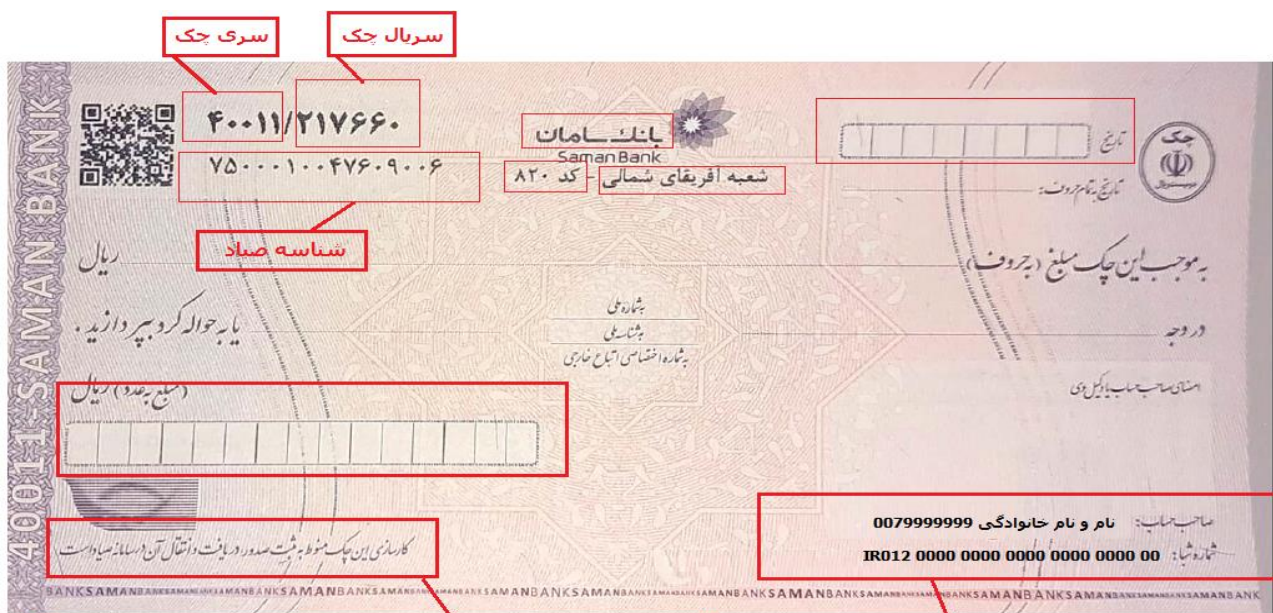 سری چک
سریال چک
۴۰۰۱۱/۲۱۷۶۶۰
۷۵۰۰۰۱۰۰۴۷۶۰۹۰۰۶
بانک سامان
Saman Bank
شعبه آفریقای شمالی - کد ۸۲۰
چک
تاریخ
تاریخ به تمام حروف:
شناسه صیاد
به موجب این چک مبلغ (به حروف) ریال
به شماره ملی
به شناسه ملی
به شماره اختصاصی اتباع خارجی
در وجه یا به حواله کرد بپردازید.
(مبلغ به عدد) ریال
امضای صاحب حساب یا وکیل وی
صاحب حساب: نام و نام خانوادگی 0079999999
شماره شبا: IR012 0000 0000 0000 0000 0000 00
کارسازی این چک منوط به ثبت صدور، دریافت و انتقال آن در سامانه صیاد است
40011-SAMAN BANK
BANKSAMANBANKSAMANBANKSAMANBANKSAMANBANKSAMANBANKSAMANBANK